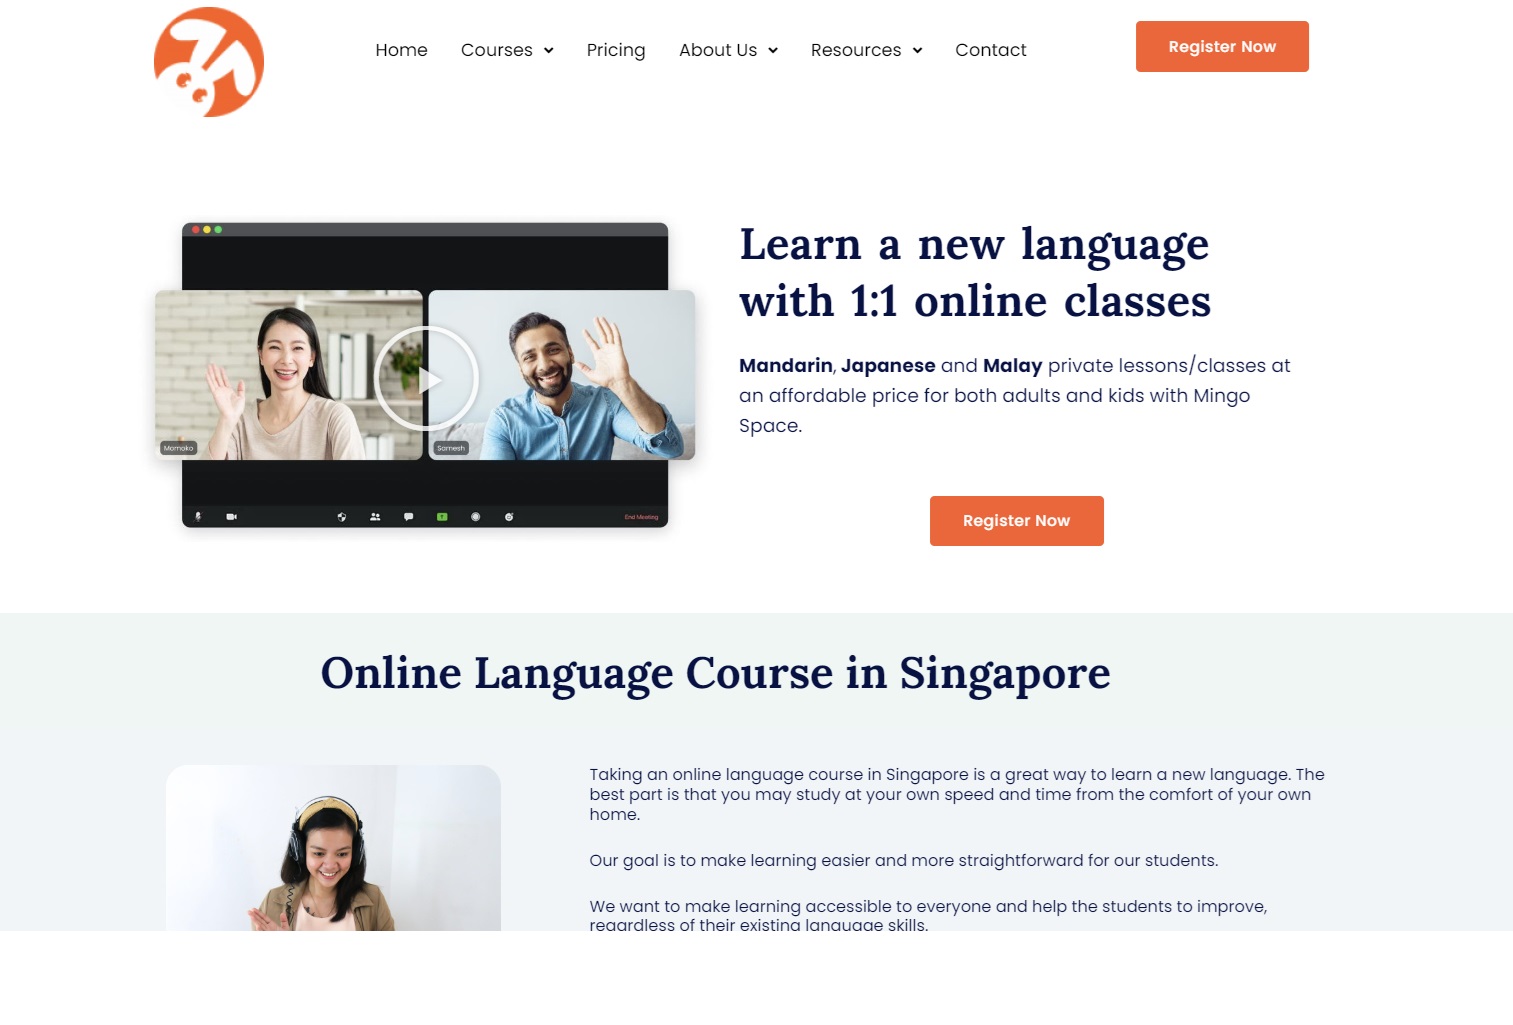 Home
Courses
Pricing
About Us
Resources
Contact
Register Now
Momoko
Somesh
End Meeting
Learn a new language
with 1:1 online classes
Mandarin, Japanese and Malay private lessons/classes at
an affordable price for both adults and kids with Mingo
Space.
Register Now
Online Language Course in Singapore
Taking an online language course in Singapore is a great way to learn a new language. The
best part is that you may study at your own speed and time from the comfort of your own
home.
Our goal is to make learning easier and more straightforward for our students.
We want to make learning accessible to everyone and help the students to improve,
regardless of their existing language skills.